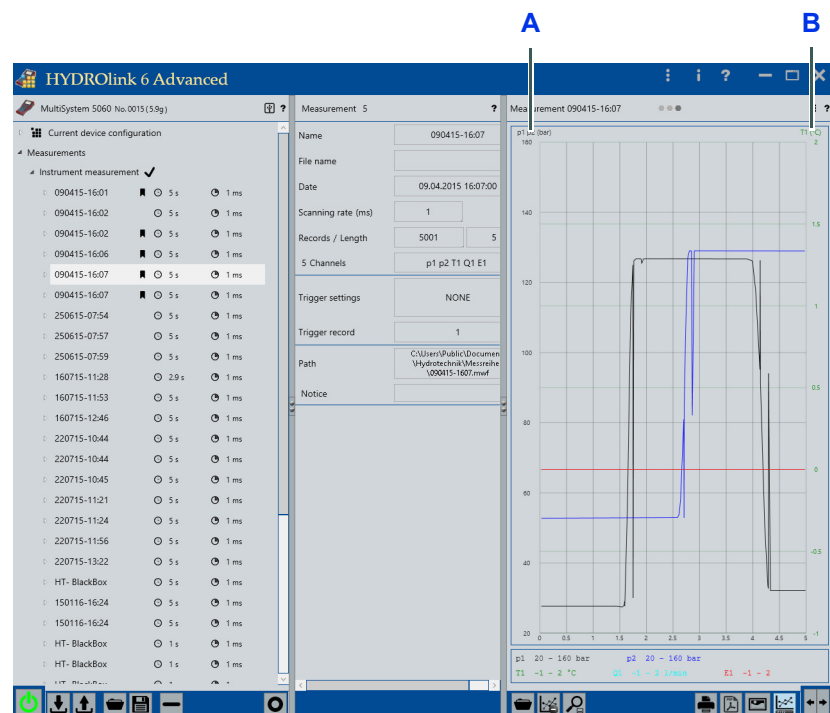 A B
HYDROlink 6 Advanced
i ?
MultiSystem 5060 No. 0015 (5.9g) ?
Current device configuration
Measurements
Instrument measurement
090415-16:01 5 s 1 ms
090415-16:02 5 s 1 ms
090415-16:02 5 s 1 ms
090415-16:06 5 s 1 ms
090415-16:07 5 s 1 ms
090415-16:07 5 s 1 ms
250615-07:54 5 s 1 ms
250615-07:57 5 s 1 ms
250615-07:59 5 s 1 ms
160715-11:28 2.9 s 1 ms
160715-11:53 5 s 1 ms
160715-12:46 5 s 1 ms
220715-10:44 5 s 1 ms
220715-10:44 5 s 1 ms
220715-10:45 5 s 1 ms
220715-11:21 5 s 1 ms
220715-11:24 5 s 1 ms
220715-11:56 5 s 1 ms
220715-13:22 5 s 1 ms
HT- BlackBox 5 s 1 ms
150116-16:24 5 s 1 ms
150116-16:24 5 s 1 ms
HT- BlackBox 1 s 1 ms
HT- BlackBox 1 s 1 ms
Measurement 5 ?
Name 090415-16:07
File name
Date 09.04.2015 16:07:00
Scanning rate (ms) 1
Records / Length 5001 5
5 Channels p1 p2 T1 Q1 E1
Trigger settings NONE
Trigger record 1
Path C:\Users\Public\Documen
\Hydrotechnik\Messreihe
\090415-1607.mwf
Notice
Measurement 090415-16:07 ?
p1 p2 (bar) T1 (°C)
160 2
140
1.5
120
1
100
0.5
80
0
60
-0.5
40
20 -1
0 0.5 1 1.5 2 2.5 3 3.5 4 4.5 5
p1 20 - 160 bar p2 20 - 160 bar
T1 -1 - 2 °C Q1 -1 - 2 l/min E1 -1 - 2